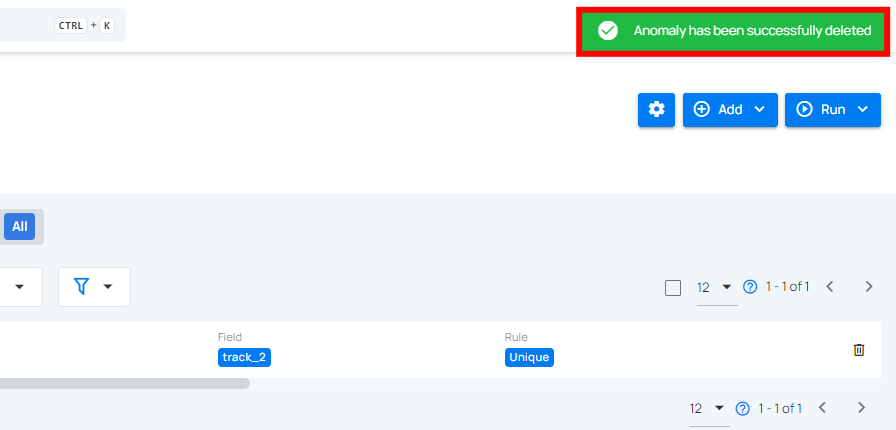 CTRL + K
Anomaly has been successfully deleted
Add
Run
All
12
1 - 1 of 1
Field
Rule
track_2
Unique
12
1 - 1 of 1